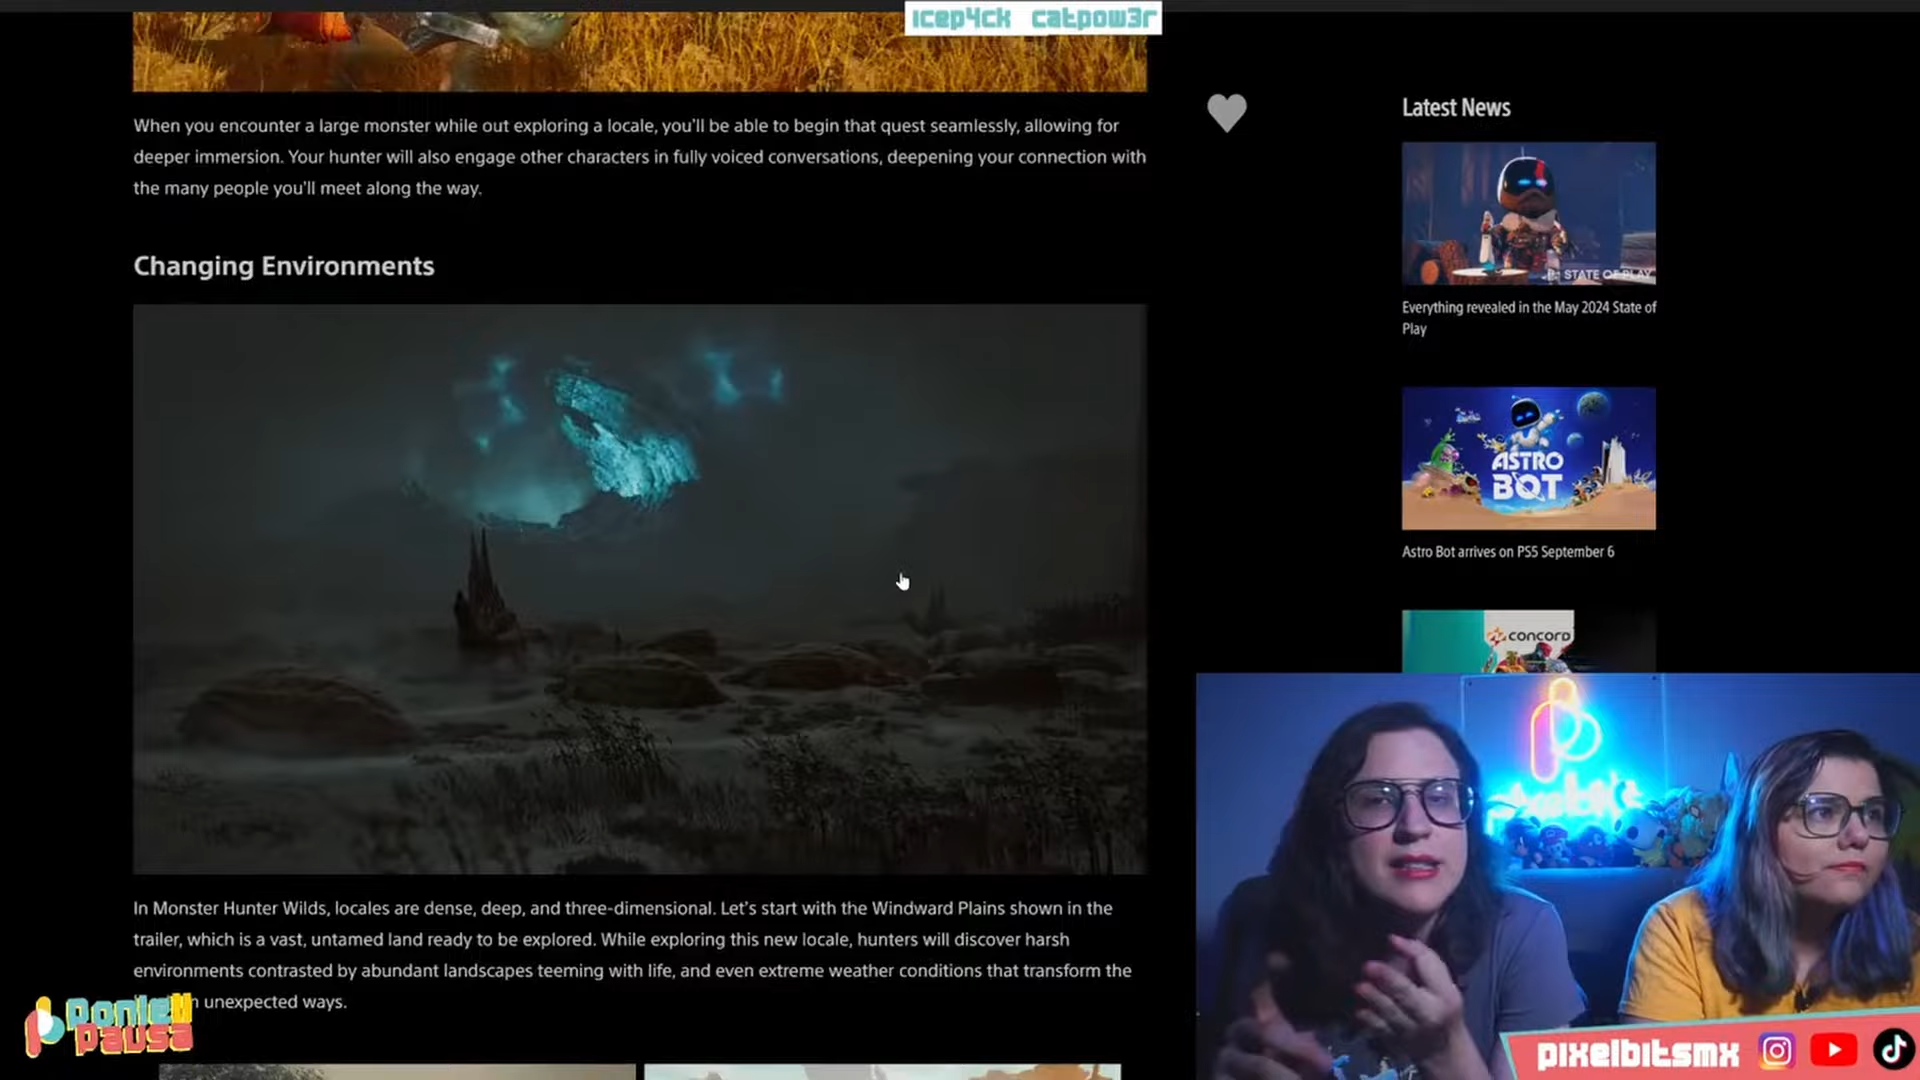 icep4ck catpow3r
When you encounter a large monster while out exploring a locale, you'll be able to begin that quest seamlessly, allowing for
deeper immersion. Your hunter will also engage other characters in fully voiced conversations, deepening your connection with
the many people you'll meet along the way.
Changing Environments
In Monster Hunter Wilds, locales are dense, deep, and three-dimensional. Let's start with the Windward Plains shown in the
trailer, which is a vast, untamed land ready to be explored. While exploring this new locale, hunters will discover harsh
environments contrasted by abundant landscapes teeming with life, and even extreme weather conditions that transform the
unexpected ways.
Latest News
STATE OF PLAY
Everything revealed in the May 2024 State of
Play
ASTRO
BOT
Astro Bot arrives on PS5 September 6
CONCORD
Ponle
Pausa
pixelbitsmx